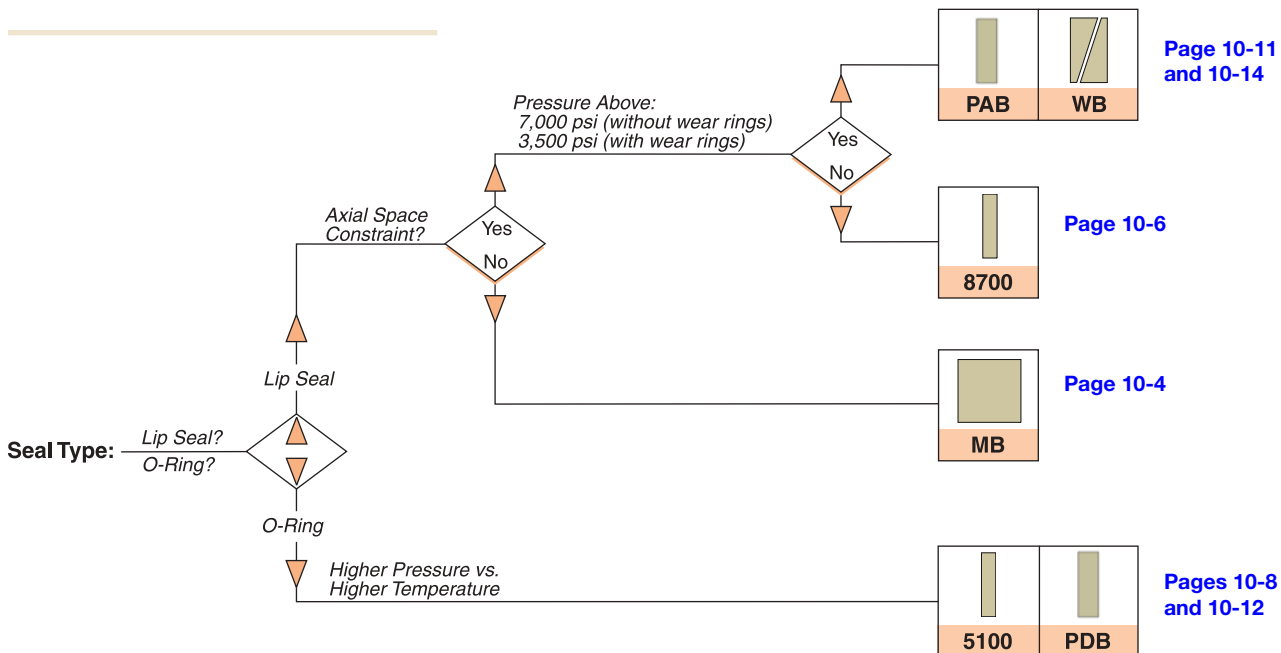 PAB
WB
Page 10-11
and 10-14
Pressure Above:
7,000 psi (without wear rings)
3,500 psi (with wear rings)
Yes
No
8700
Page 10-6
Axial Space
Constraint?
Yes
No
MB
Page 10-4
Lip Seal
Seal Type:
Lip Seal?
O-Ring?
O-Ring
Higher Pressure vs.
Higher Temperature
5100
PDB
Pages 10-8
and 10-12